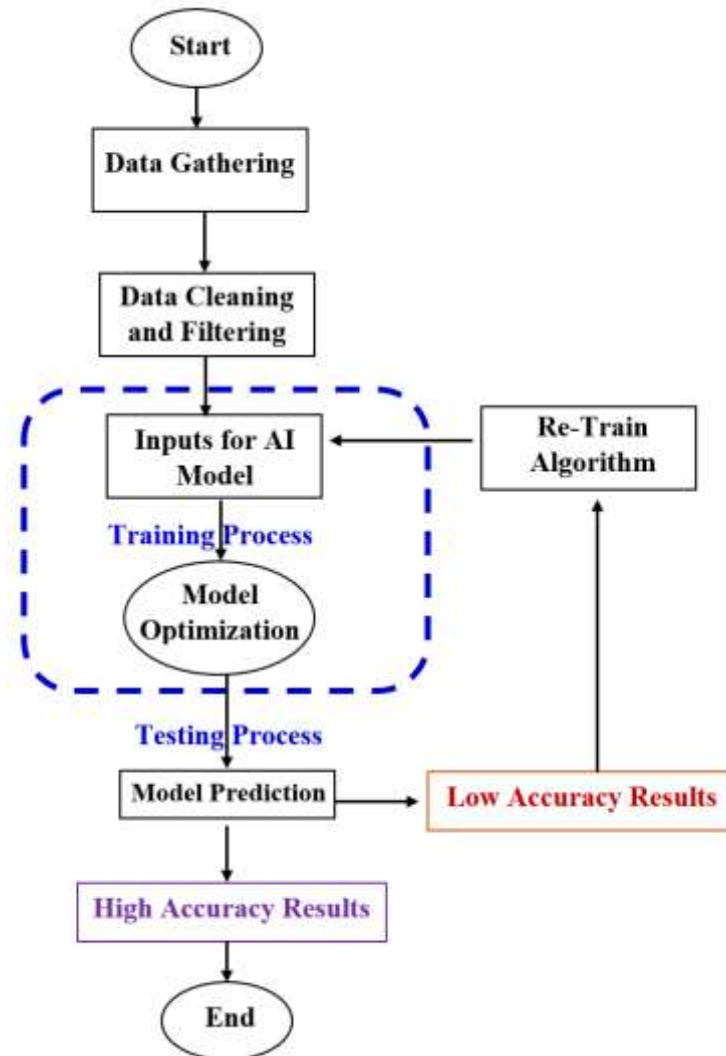 Start
Data Gathering
Data Cleaning
and Filtering
Inputs for AI
Model
Re-Train
Algorithm
Training Process
Model
Optimization
Testing Process
Model Prediction
Low Accuracy Results
High Accuracy Results
End